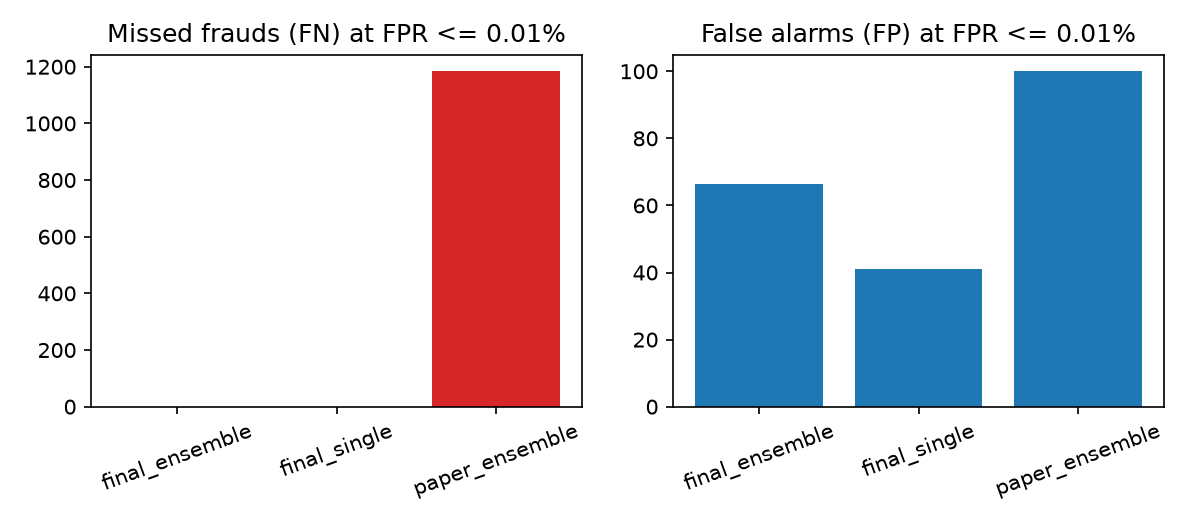 Missed frauds (FN) at FPR <= 0.01%
1200
1000
800
600
400
200
0
final_ensemble
final_single
paper_ensemble
False alarms (FP) at FPR <= 0.01%
100
80
60
40
20
0
final_ensemble
final_single
paper_ensemble